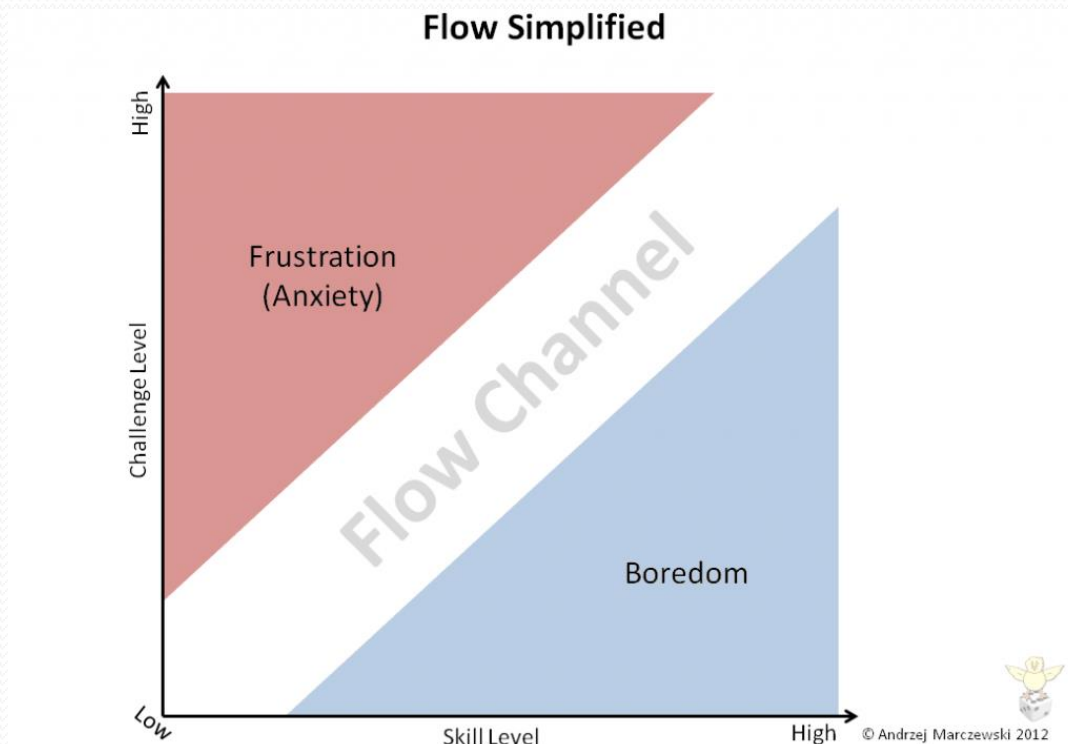 Flow Simplified
High
Frustration
(Anxiety)
Challenge Level
Flow Channel
Boredom
Low
Skill Level
High
© Andrzej Marczewski 2012